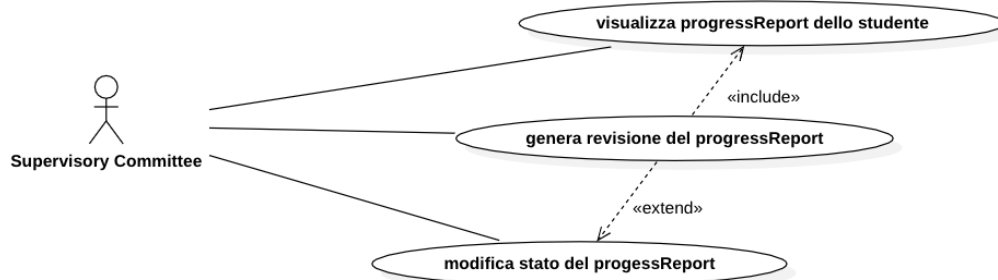 visualizza progressReport dello studente
«include»
genera revisione del progressReport
Supervisory Committee
«extend»
modifica stato del progessReport